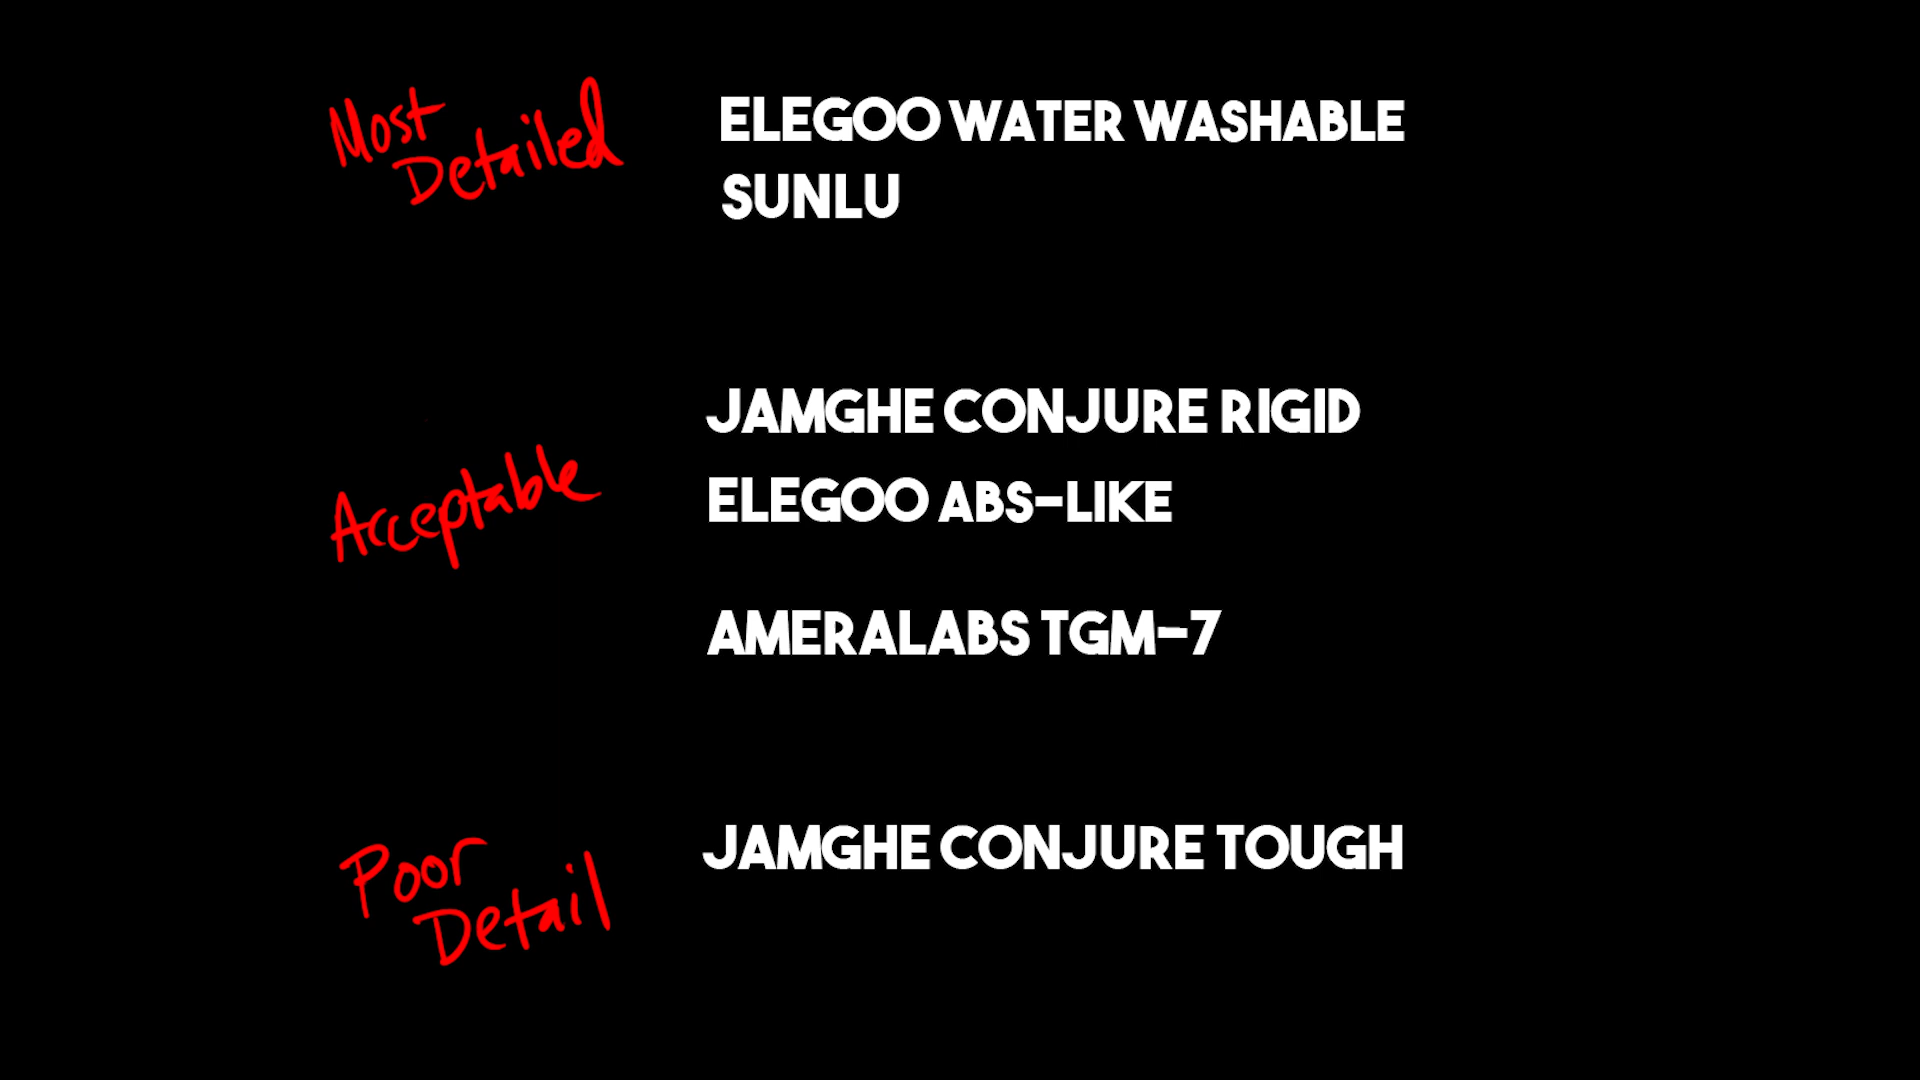 Most
Detailed
ELEGOO WATER WASHABLE
SUNLU
Acceptable
JAMGHE CONJURE RIGID
ELEGOO ABS-LIKE
AMERALABS TGM-7
Poor
Detail
JAMGHE CONJURE TOUGH